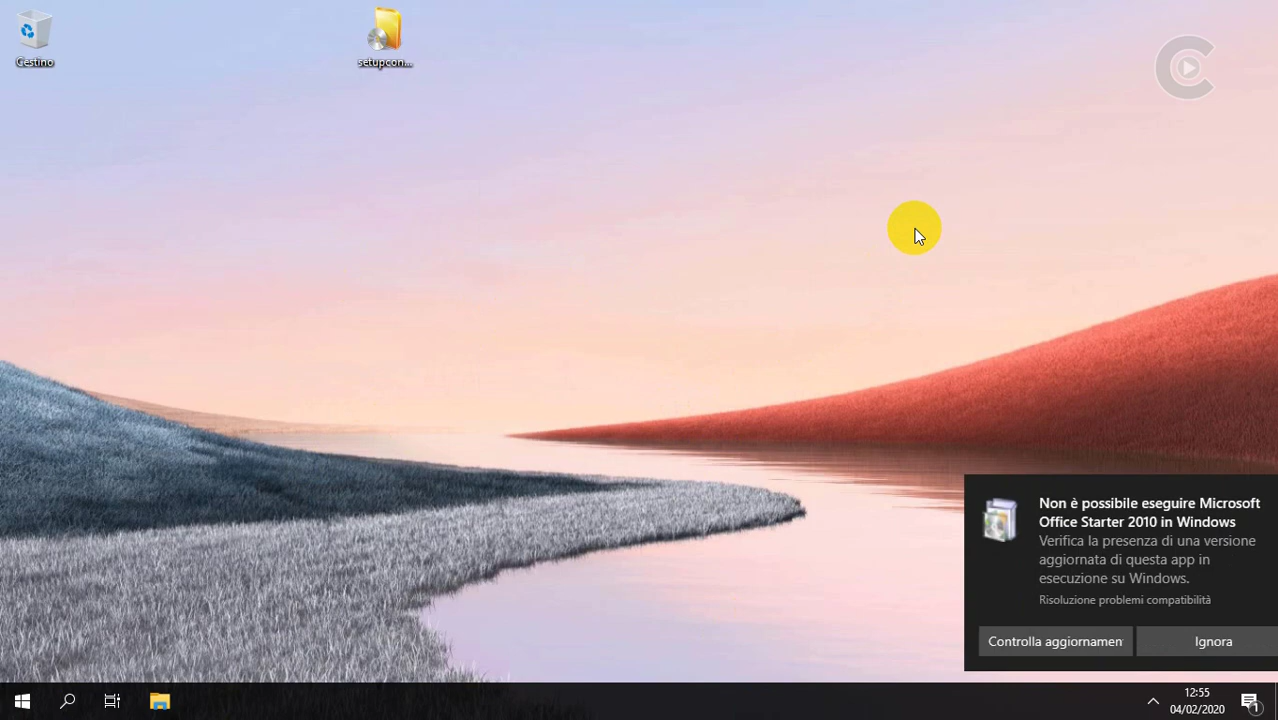 Cestino
setupcon...
Non è possibile eseguire Microsoft
Office Starter 2010 in Windows
Verifica la presenza di una versione
aggiornata di questa app in
esecuzione su Windows.
Risoluzione problemi compatibilità
Controlla aggiornamen
Ignora
12:55
04/02/2020
1